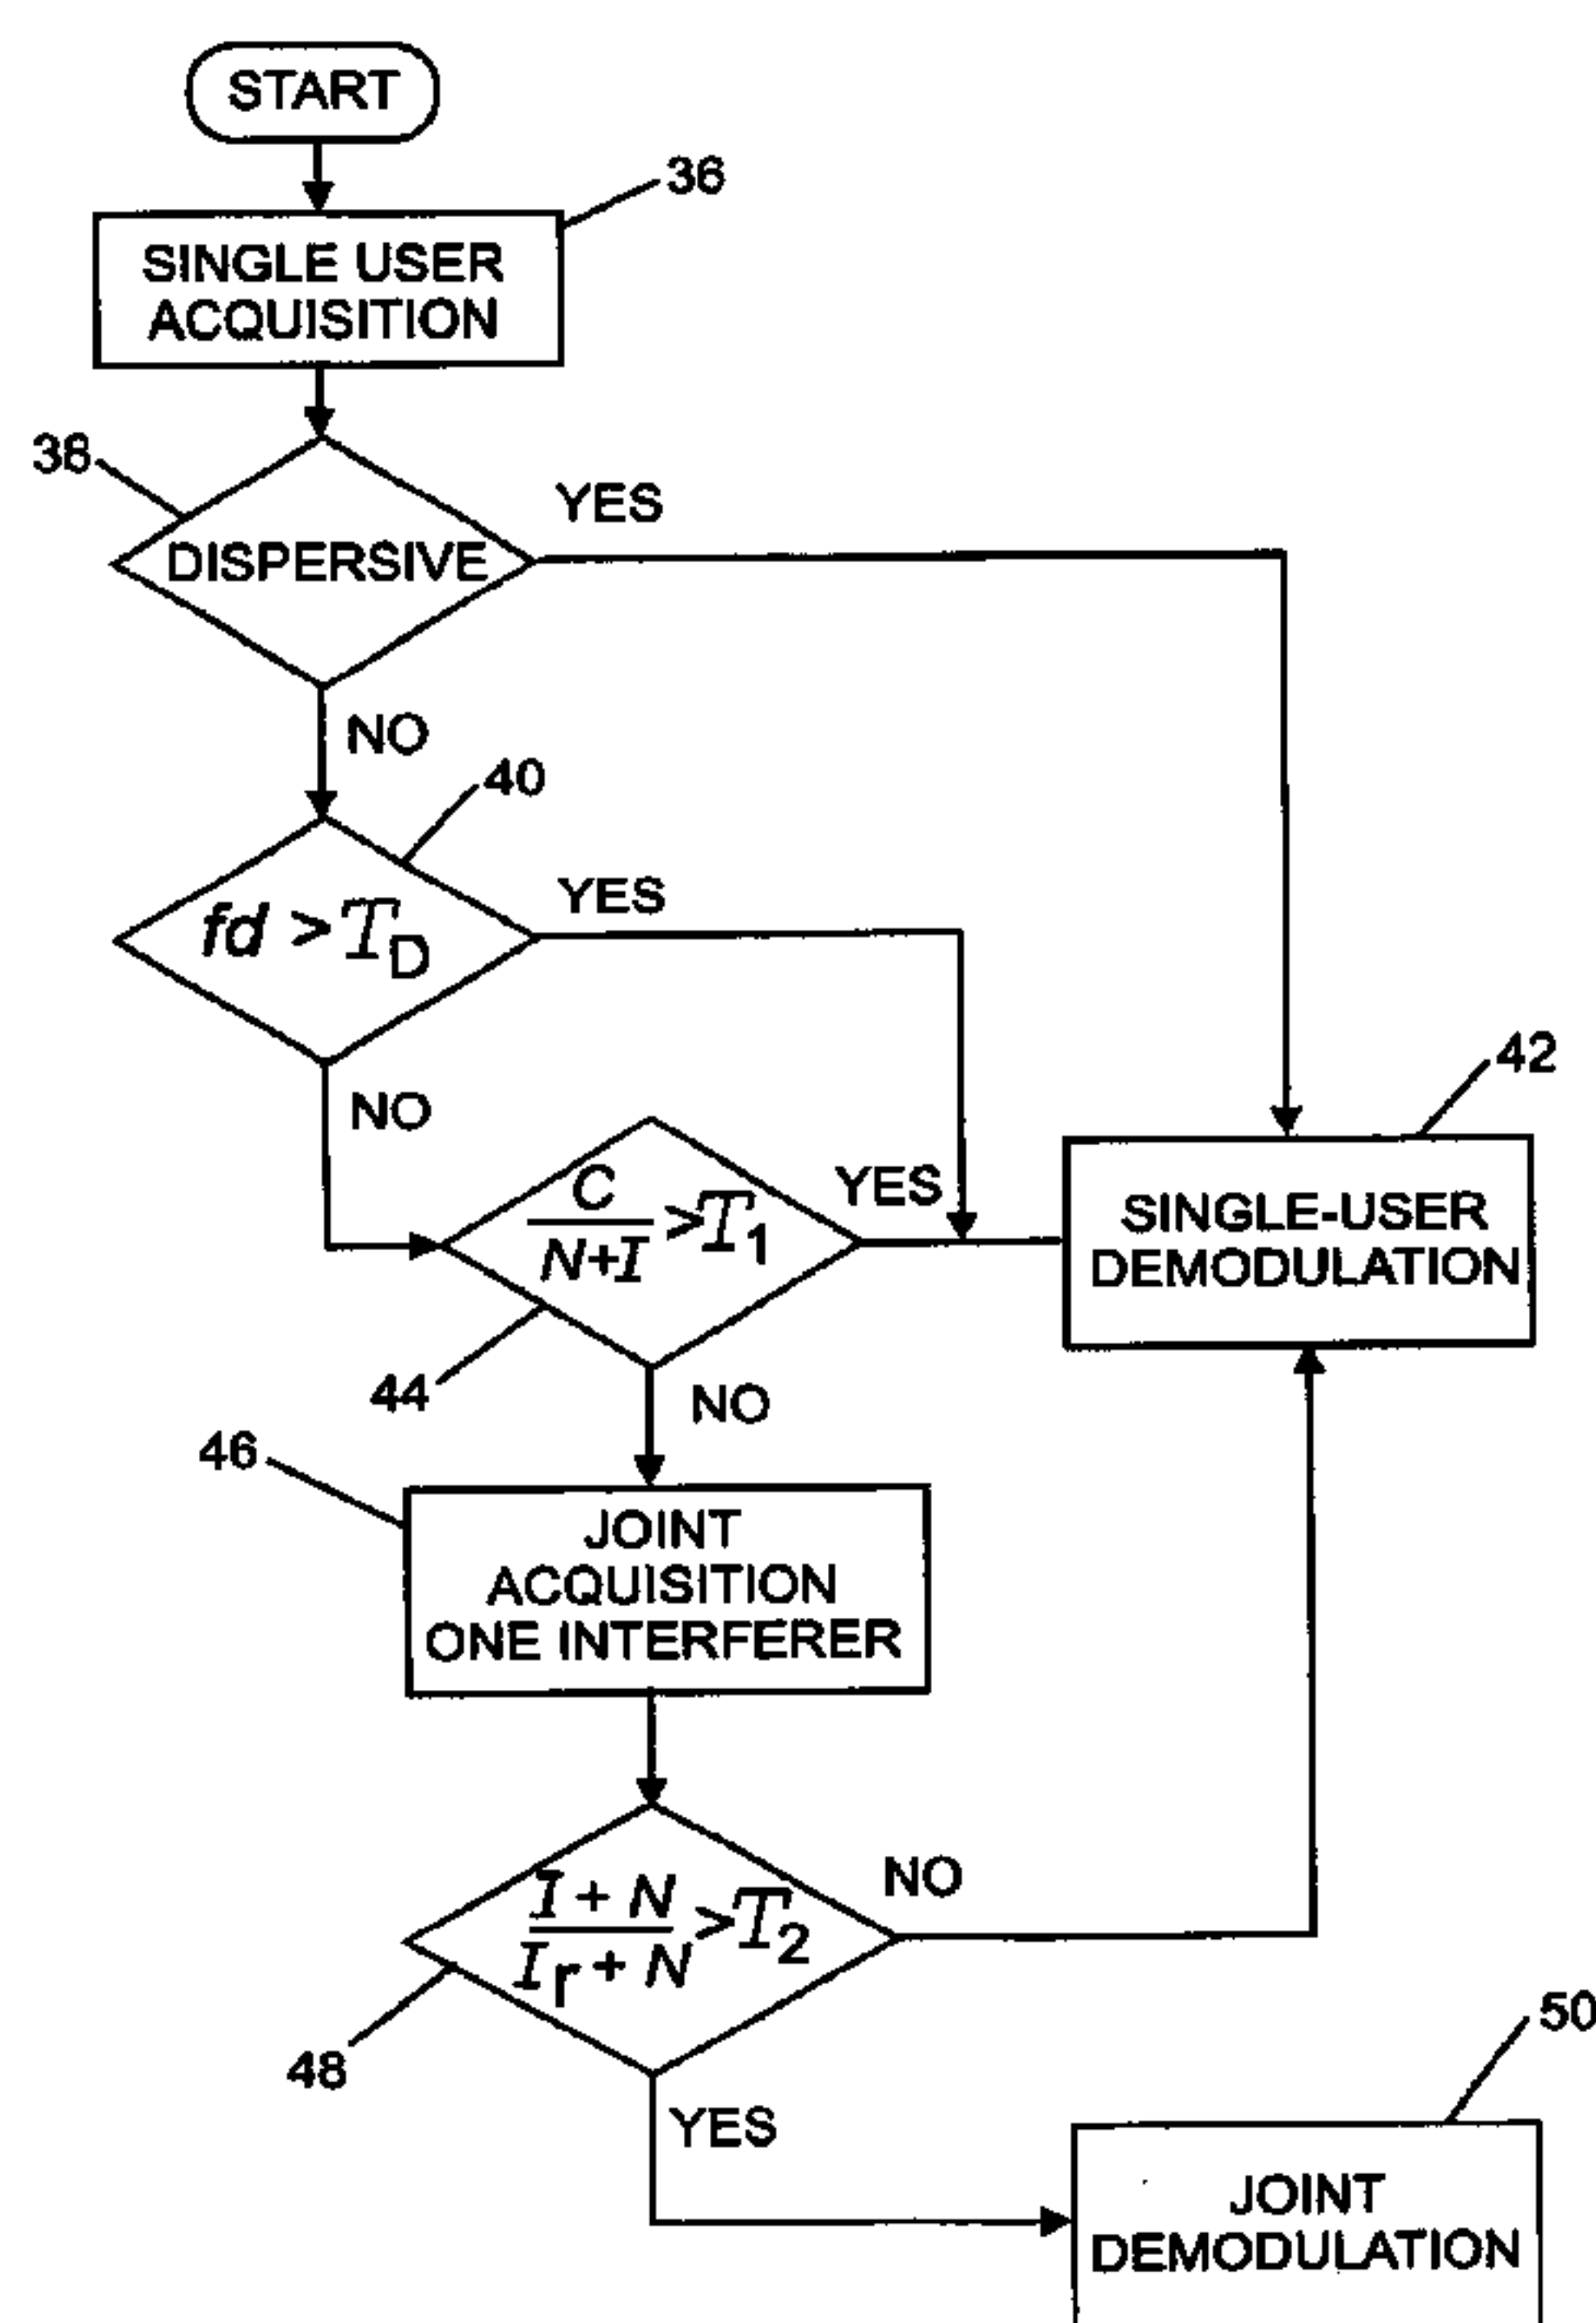 START
36
SINGLE USER
ACQUISITION
38
DISPERSIVE
YES
NO
40
fd > T_D
YES
NO
42
SINGLE-USER
DEMODULATION
C
N+I
>T_1
YES
44
NO
46
JOINT
ACQUISITION
ONE INTERFERER
I + N
I_r + N
>T_2
NO
48
YES
50
JOINT
DEMODULATION